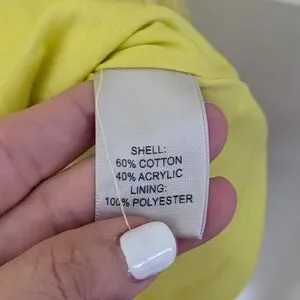 SHELL:
60% COTTON
40% ACRYLIC
LINING:
100% POLYESTER